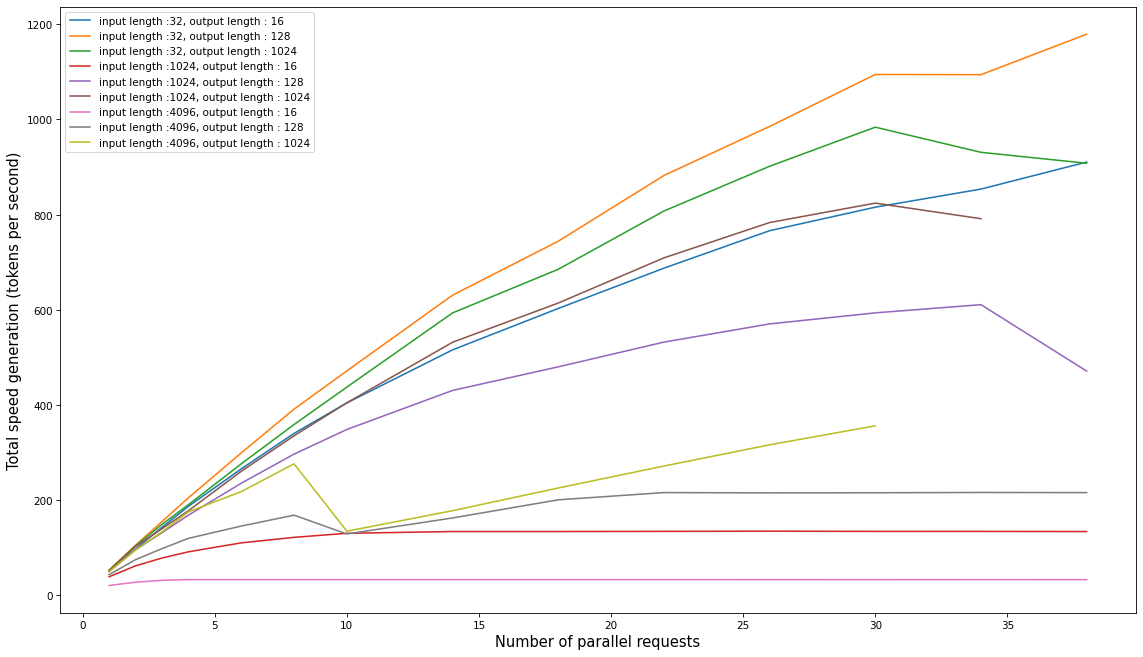 input length :32, output length : 16
input length :32, output length : 128
input length :32, output length : 1024
input length :1024, output length : 16
input length :1024, output length : 128
input length :1024, output length : 1024
input length :4096, output length : 16
input length :4096, output length : 128
input length :4096, output length : 1024
Total speed generation (tokens per second)
1200
1000
800
600
400
200
0
0 5 10 15 20 25 30 35
Number of parallel requests